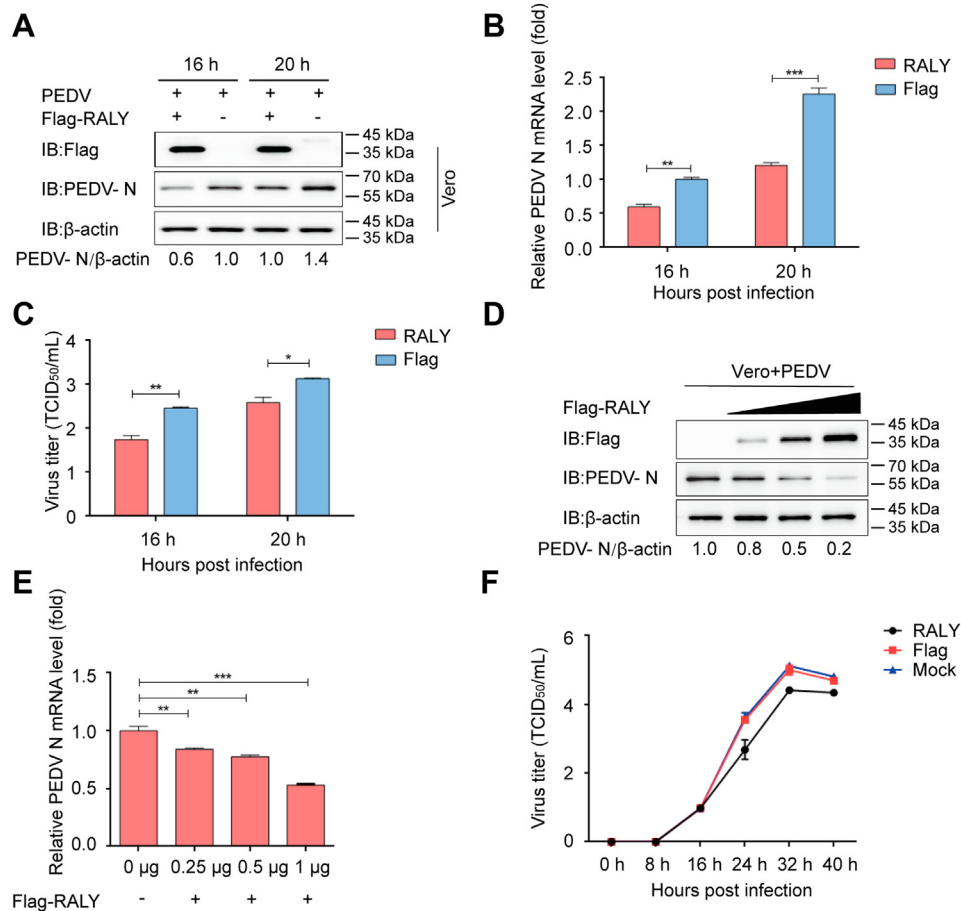 A
16 h 20 h
PEDV + + + +
Flag-RALY + - + -
IB:Flag 45 kDa 35 kDa
IB:PEDV- N 70 kDa 55 kDa
IB:β-actin 45 kDa 35 kDa
Vero
PEDV- N/β-actin 0.6 1.0 1.0 1.4
B
Relative PEDV N mRNA level (fold)
2.5
2.0
1.5
1.0
0.5
0.0
** ***
16 h 20 h
Hours post infection
RALY
Flag
C
Virus titer (TCID50/mL)
4
3
2
1
0
** *
16 h 20 h
Hours post infection
RALY
Flag
D
Vero+PEDV
Flag-RALY
IB:Flag 45 kDa 35 kDa
IB:PEDV- N 70 kDa 55 kDa
IB:β-actin 45 kDa 35 kDa
PEDV- N/β-actin 1.0 0.8 0.5 0.2
E
Relative PEDV N mRNA level (fold)
1.5
1.0
0.5
0.0
***
**
**
0 μg 0.25 μg 0.5 μg 1 μg
Flag-RALY - + + +
F
Virus titer (TCID50/mL)
6
4
2
0
0 h 8 h 16 h 24 h 32 h 40 h
Hours post infection
RALY
Flag
Mock